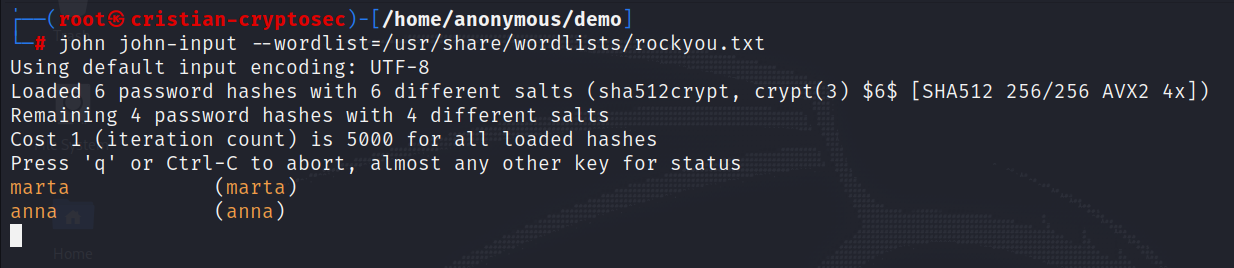 ┌──(root㉿cristian-cryptosec)-[/home/anonymous/demo]
└─# john john-input --wordlist=/usr/share/wordlists/rockyou.txt
Using default input encoding: UTF-8
Loaded 6 password hashes with 6 different salts (sha512crypt, crypt(3) $6$ [SHA512 256/256 AVX2 4x])
Remaining 4 password hashes with 4 different salts
Cost 1 (iteration count) is 5000 for all loaded hashes
Press 'q' or Ctrl-C to abort, almost any other key for status
marta            (marta)
anna             (anna)
Home